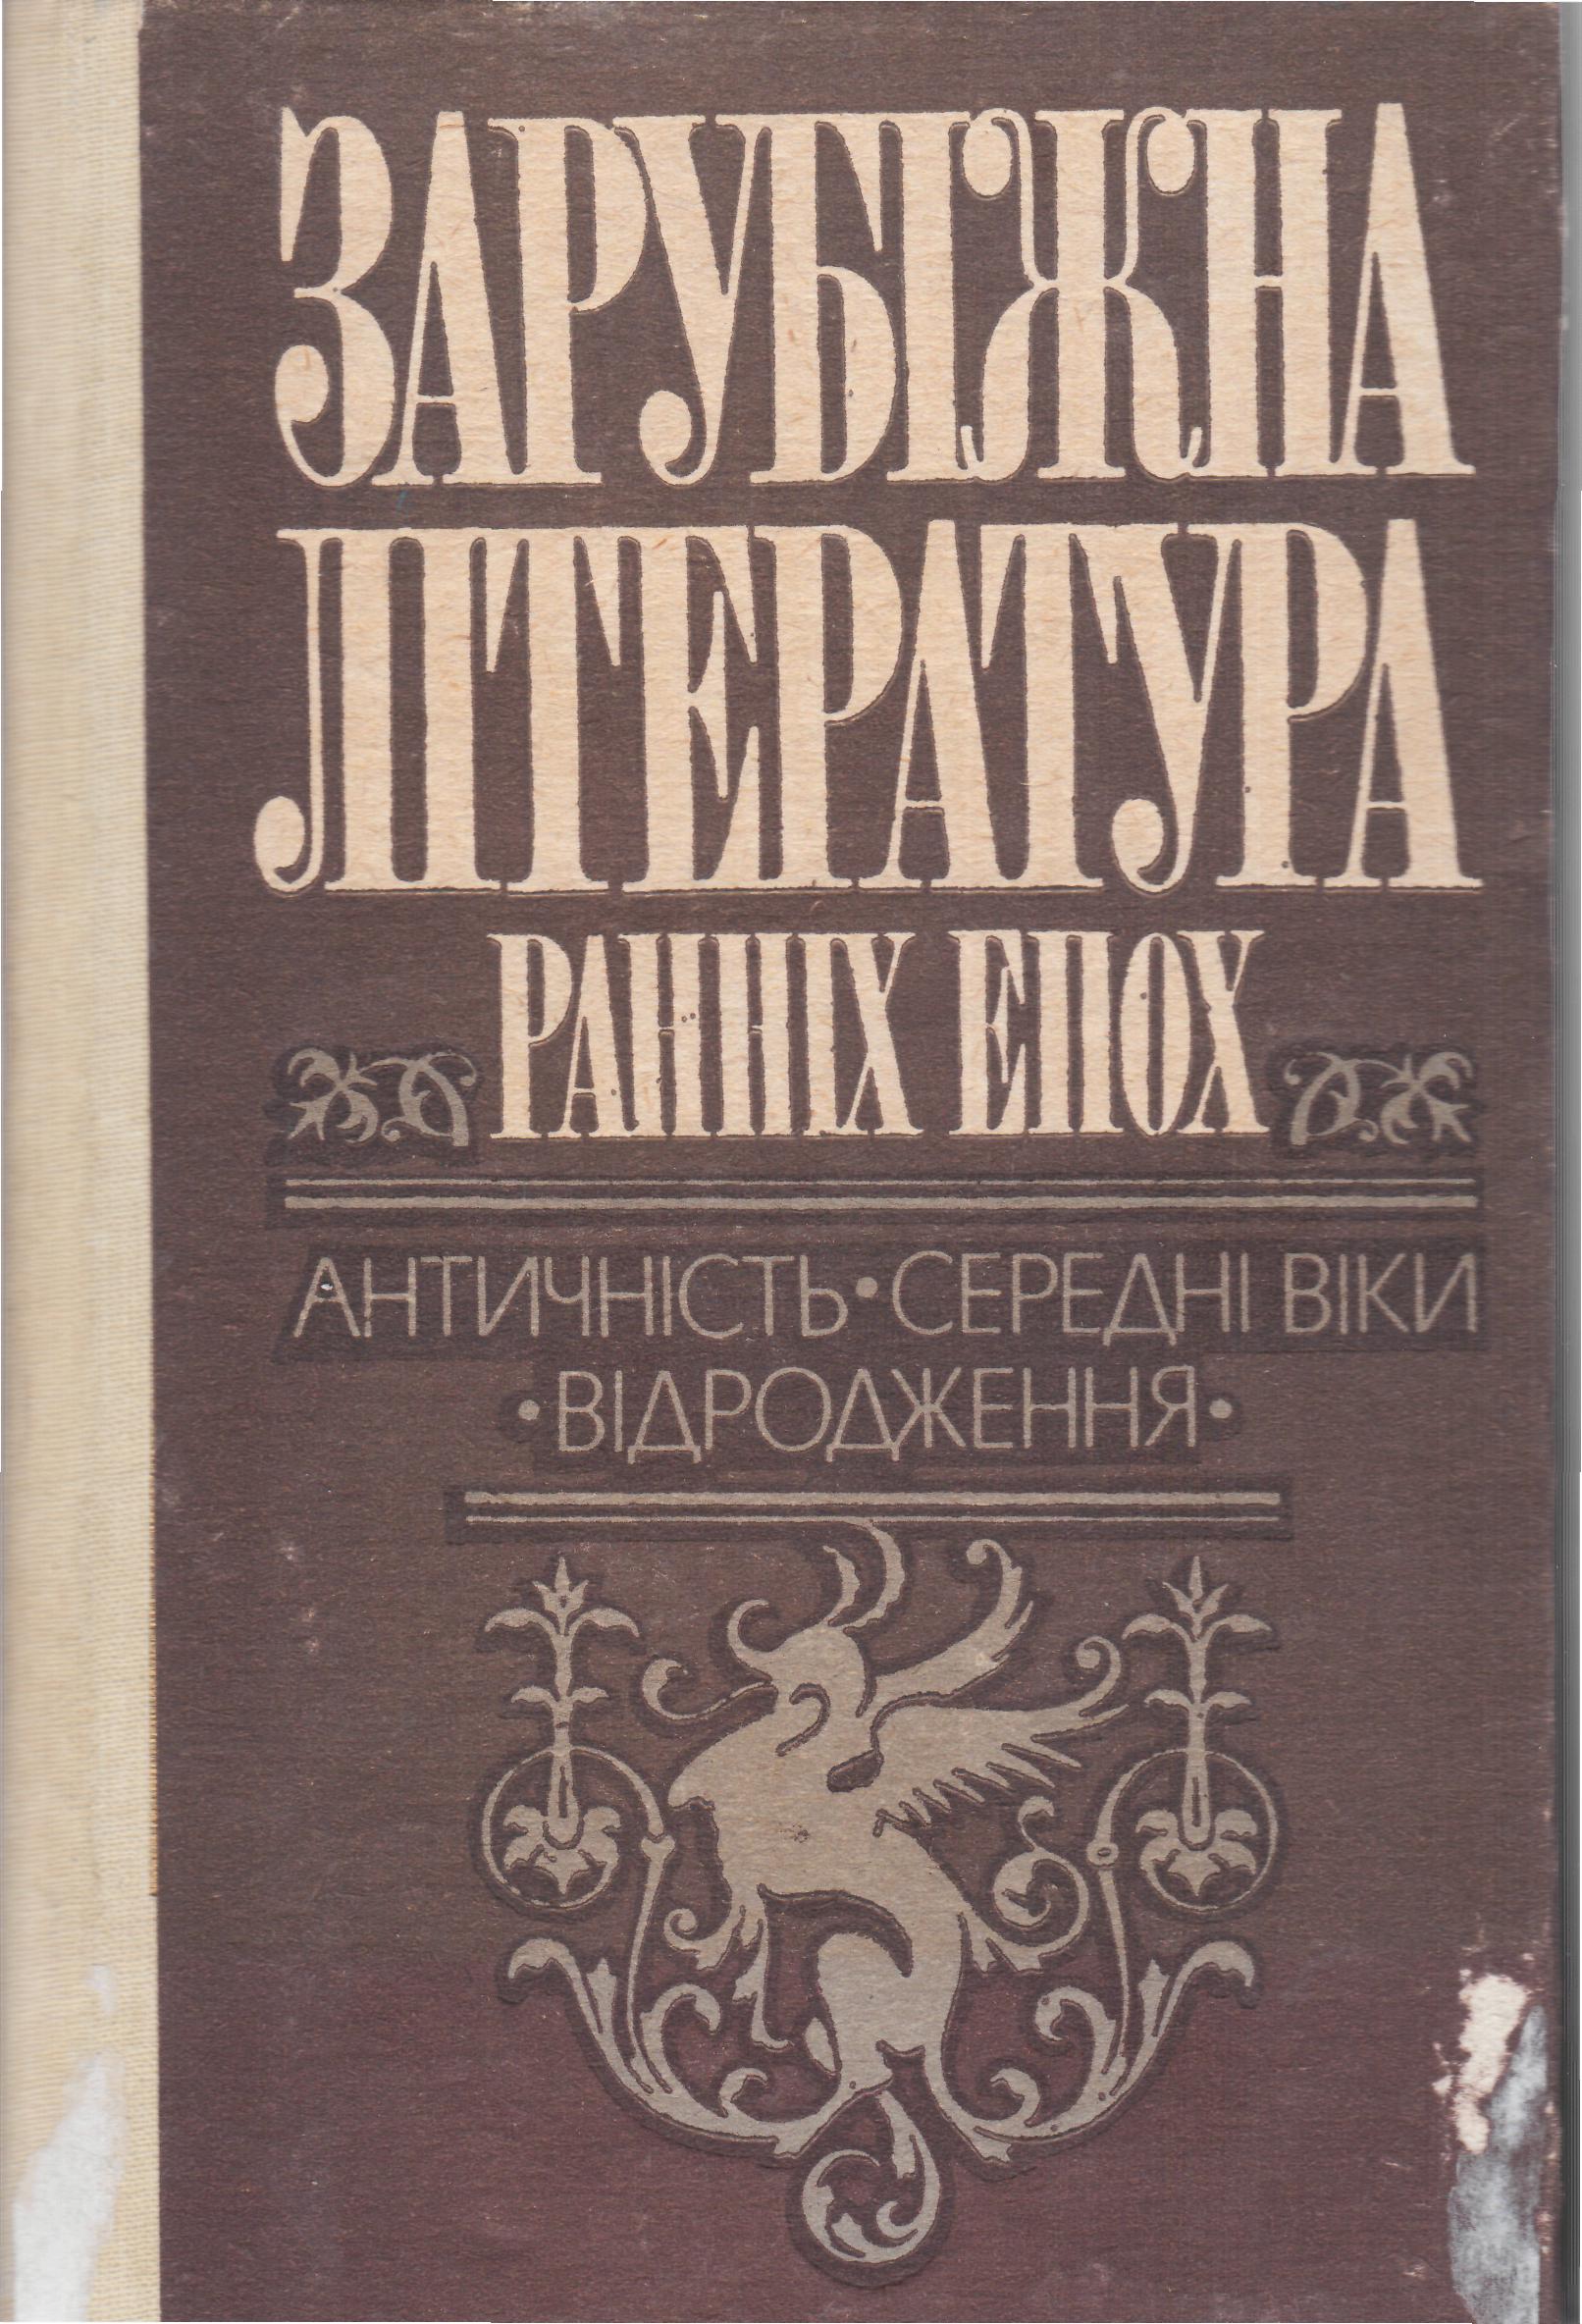 ЗАРУБІЖНА
ЛІТЕРАТУРА
РАННІХ ЕПОХ
АНТИЧНІСТЬ • СЕРЕДНІ ВІКИ
• ВІДРОДЖЕННЯ •